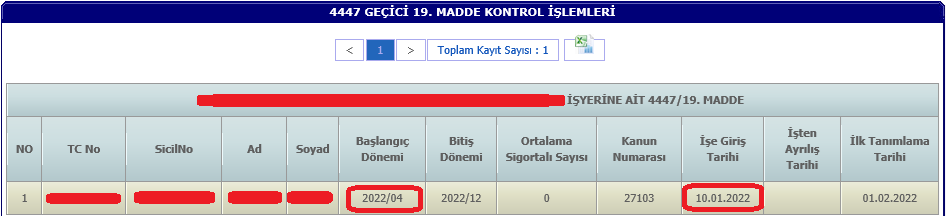 4447 GEÇİCİ 19. MADDE KONTROL İŞLEMLERİ
< 1 > Toplam Kayıt Sayısı : 1
İŞYERİNE AİT 4447/19. MADDE
NO TC No SicilNo Ad Soyad Başlangıç Dönemi Bitiş Dönemi Ortalama Sigortalı Sayısı Kanun Numarası İşe Giriş Tarihi İşten Ayrılış Tarihi İlk Tanımlama Tarihi
1 2022/04 2022/12 0 27103 10.01.2022 01.02.2022